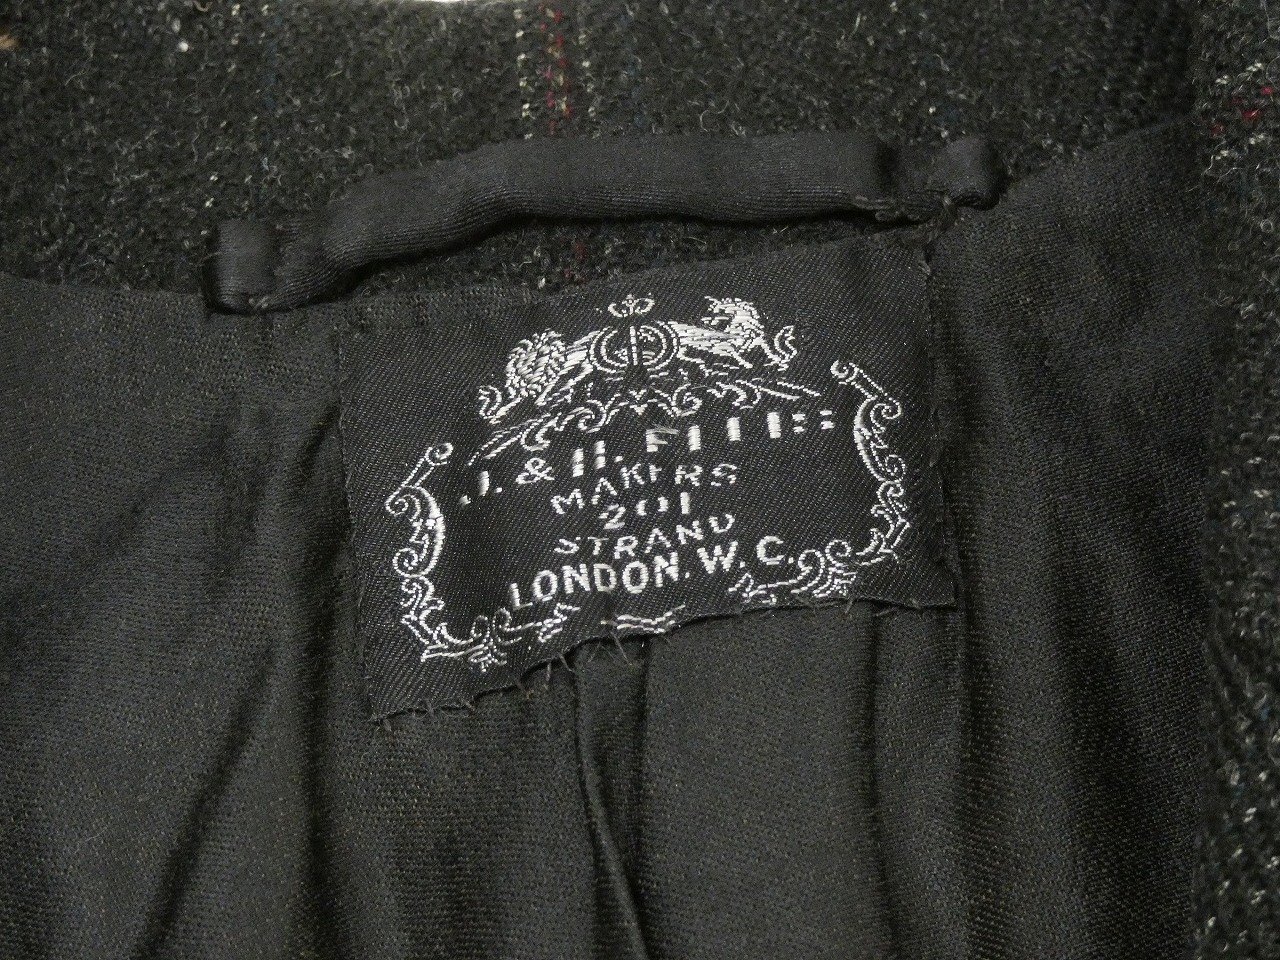 J. & H.
MAKERS
201
STRAND
LONDON. W. C.